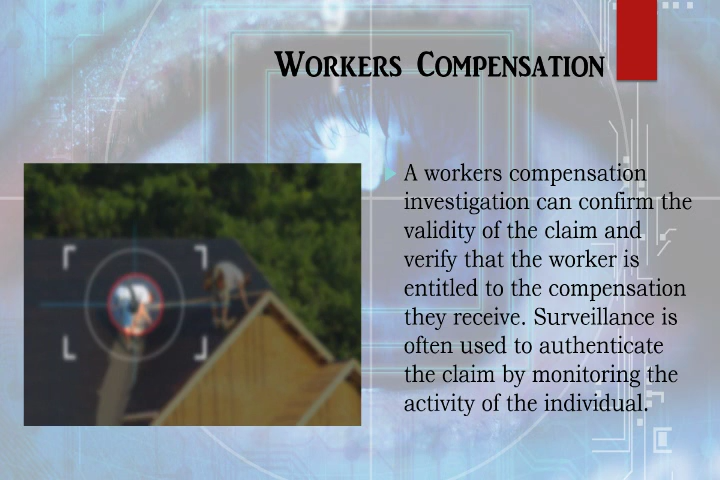 Workers Compensation
A workers compensation
investigation can confirm the
validity of the claim and
verify that the worker is
entitled to the compensation
they receive. Surveillance is
often used to authenticate
the claim by monitoring the
activity of the individual.